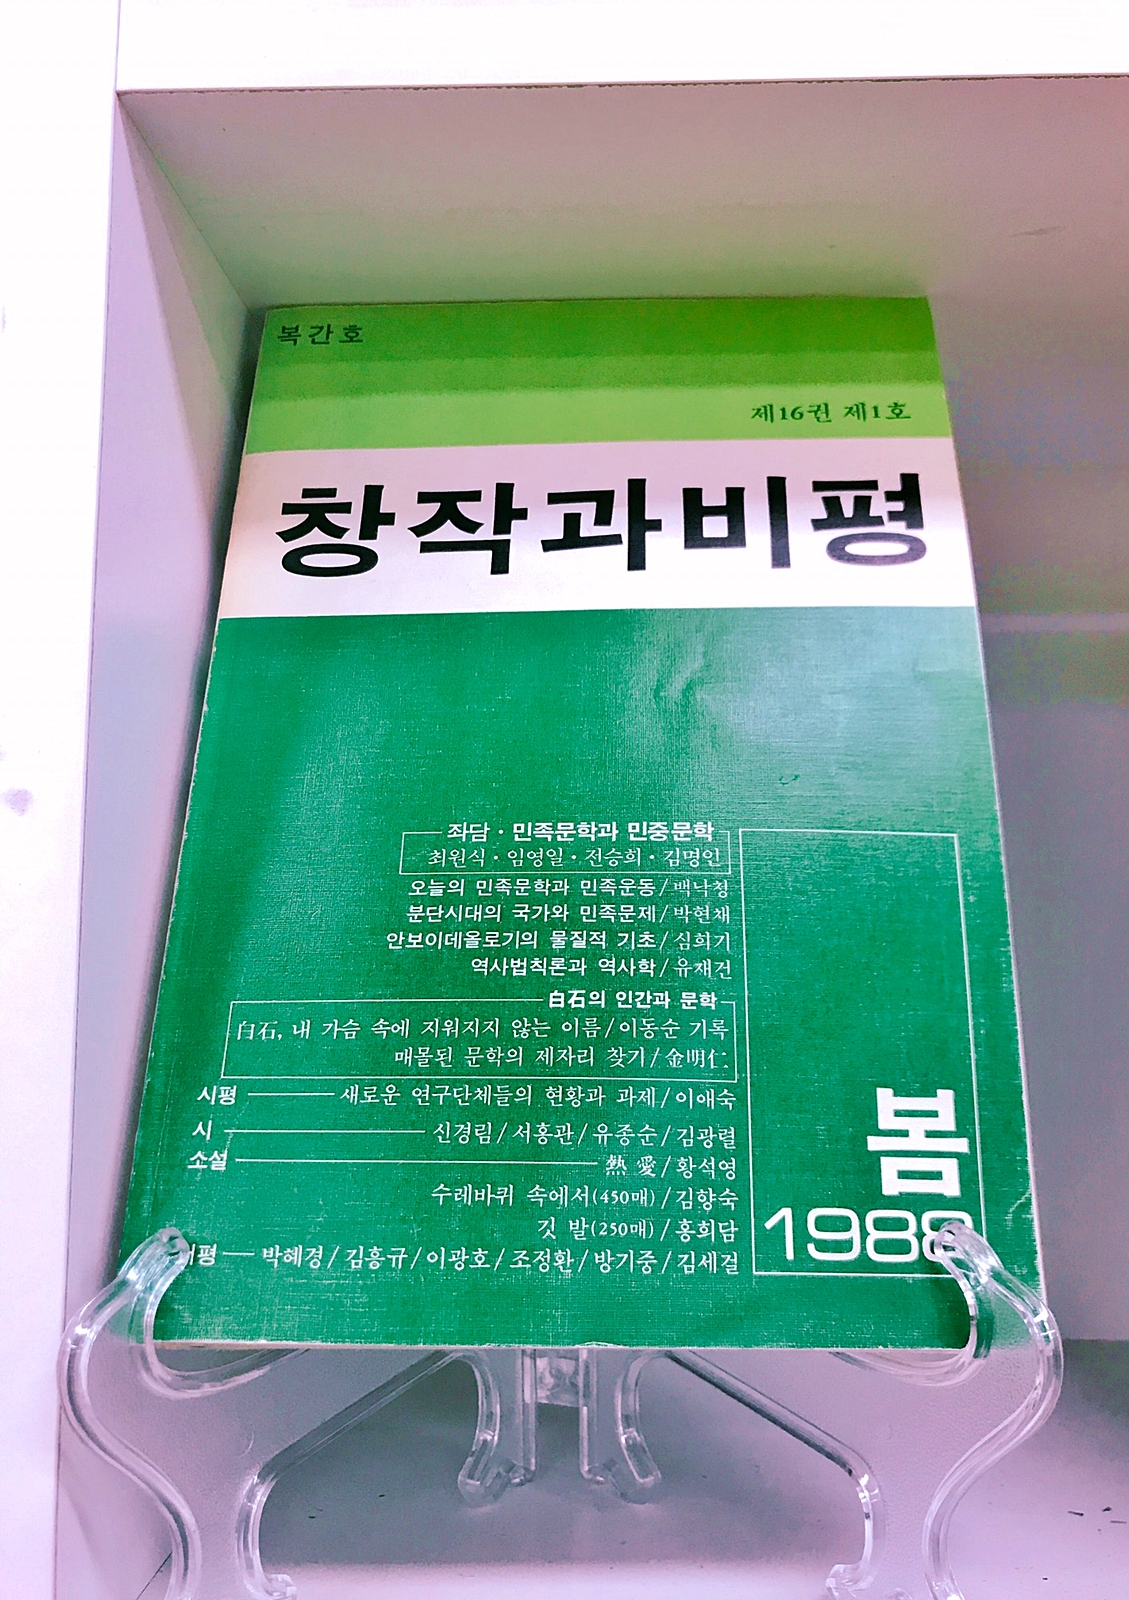 복간호
제16권 제1호
창작과비평
좌담·민족문학과 민중문학
최원식·임영일·전승희·김명인
오늘의 민족문학과 민족운동/백낙청
분단시대의 국가와 민족문제/박현채
안보이데올로기의 물질적 기초/심희기
역사법칙론과 역사학/유재건
白石의 인간과 문학
白石, 내 가슴 속에 지워지지 않는 이름/이동순 기록
매몰된 문학의 제자리 찾기/金明仁
시평 새로운 연구단체들의 현황과 과제/이애숙
시 신경림/서홍관/유종순/김광렬
소설 熱愛/황석영
수레바퀴 속에서(450매)/김향숙
깃발(250매)/홍희담
서평 박혜경/김흥규/이광호/조정환/방기중/김세걸
봄
1988